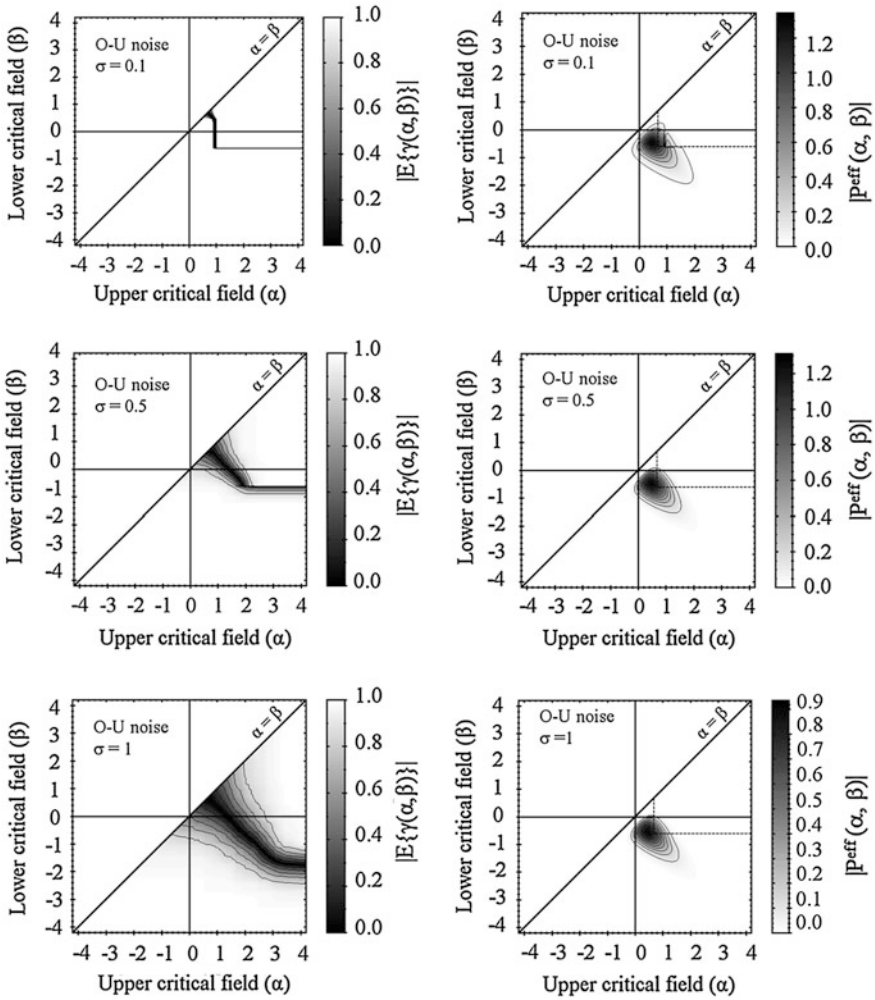 O-U noise
σ = 0.1
α = β
Lower critical field (β)
4
3
2
1
0
-1
-2
-3
-4
-4 -3 -2 -1 0 1 2 3 4
Upper critical field (α)
1.0
0.8
0.6
0.4
0.2
0.0
|E{γ(α,β)}|
O-U noise
σ = 0.1
α = β
Lower critical field (β)
4
3
2
1
0
-1
-2
-3
-4
-4 -3 -2 -1 0 1 2 3 4
Upper critical field (α)
1.2
1.0
0.8
0.6
0.4
0.2
0.0
|P^eff (α, β)|
O-U noise
σ = 0.5
α = β
Lower critical field (β)
4
3
2
1
0
-1
-2
-3
-4
-4 -3 -2 -1 0 1 2 3 4
Upper critical field (α)
1.0
0.8
0.6
0.4
0.2
0.0
|E{γ(α,β)}|
O-U noise
σ = 0.5
α = β
Lower critical field (β)
4
3
2
1
0
-1
-2
-3
-4
-4 -3 -2 -1 0 1 2 3 4
Upper critical field (α)
1.2
1.0
0.8
0.6
0.4
0.2
0.0
|P^eff (α, β)|
O-U noise
σ = 1
α = β
Lower critical field (β)
4
3
2
1
0
-1
-2
-3
-4
-4 -3 -2 -1 0 1 2 3 4
Upper critical field (α)
1.0
0.8
0.6
0.4
0.2
0.0
|E{γ(α,β)}|
O-U noise
σ =1
α = β
Lower critical field (β)
4
3
2
1
0
-1
-2
-3
-4
-4 -3 -2 -1 0 1 2 3 4
Upper critical field (α)
0.9
0.8
0.7
0.6
0.5
0.4
0.3
0.2
0.1
0.0
|P^eff (α, β)|